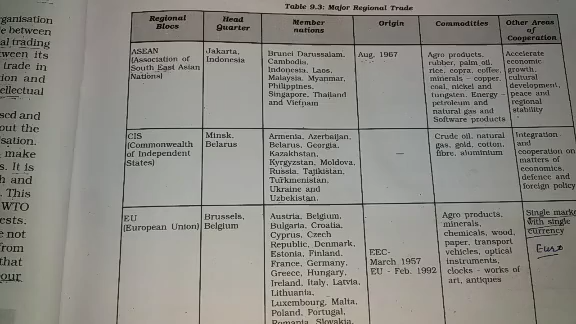 rganisation
e between
al trading
tween its
trade in
ion and
ellectual
sed and
out the
sation.
, make
s. It is
h and
. This
WTO
ests.
e not
from
that
our
Table 9.3: Major Regional Trade
Regional Blocs
Head Quarter
Member nations
Origin
Commodities
Other Areas of Cooperation
ASEAN
(Association of
South East Asian
Nations)
Jakarta,
Indonesia
Brunei Darussalam,
Cambodia,
Indonesia, Laos,
Malaysia, Myanmar,
Philippines,
Singapore, Thailand
and Vietnam
Aug. 1967
Agro products,
rubber, palm oil,
rice, copra, coffee,
minerals – copper,
coal, nickel and
tungsten. Energy –
petroleum and
natural gas and
Software products
Accelerate
economic
growth,
cultural
development,
peace and
regional
stability
CIS
(Commonwealth
of Independent
States)
Minsk,
Belarus
Armenia, Azerbaijan,
Belarus, Georgia,
Kazakhstan,
Kyrgyzstan, Moldova,
Russia, Tajikistan,
Turkmenistan,
Ukraine and
Uzbekistan.
—
Crude oil, natural
gas, gold, cotton,
fibre, aluminium
Integration
and
cooperation on
matters of
economics,
defence and
foreign policy
EU
(European Union)
Brussels,
Belgium
Austria, Belgium,
Bulgaria, Croatia,
Cyprus, Czech
Republic, Denmark,
Estonia, Finland,
France, Germany,
Greece, Hungary,
Ireland, Italy, Latvia,
Lithuania,
Luxembourg, Malta,
Poland, Portugal,
Romania, Slovakia,
EEC-
March 1957
EU - Feb. 1992
Agro products,
minerals,
chemicals, wood,
paper, transport
vehicles, optical
instruments,
clocks - works of
art, antiques
Single mark
with single
currency
Euro